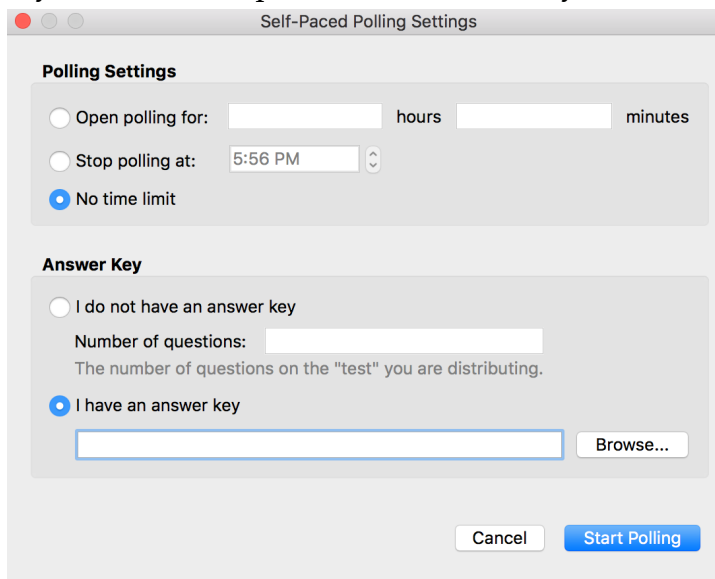 Self-Paced Polling Settings
Polling Settings
Open polling for: hours minutes
Stop polling at: 5:56 PM
No time limit
Answer Key
I do not have an answer key
Number of questions:
The number of questions on the "test" you are distributing.
I have an answer key
Browse...
Cancel Start Polling